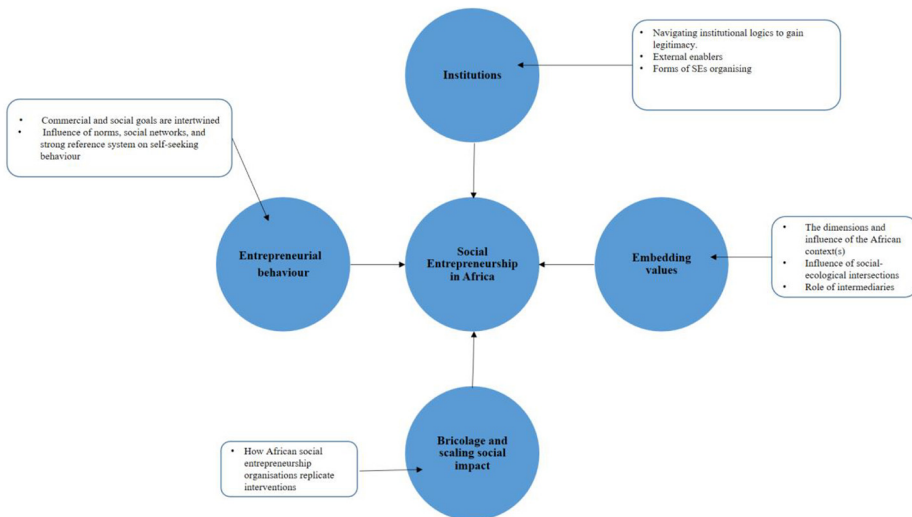 • Navigating institutional logics to gain
legitimacy.
• External enablers
• Forms of SEs organising
Institutions
• Commercial and social goals are intertwined
• Influence of norms, social networks, and
strong reference system on self-seeking
behaviour
Entrepreneurial
behaviour
Social
Entrepreneurship
in Africa
Embedding
values
• The dimensions and
influence of the African
context(s)
• Influence of social-
ecological intersections
• Role of intermediaries
Bricolage and
scaling social
impact
• How African social
entrepreneurship
organisations replicate
interventions